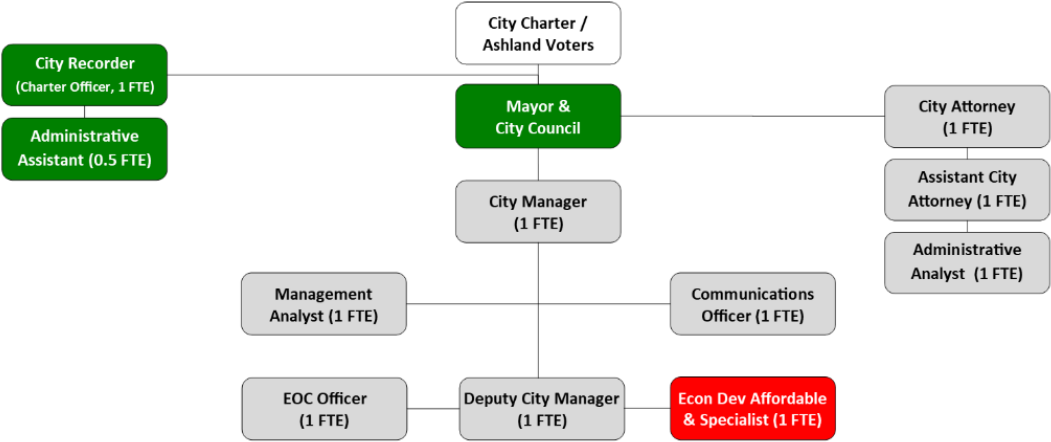 City Charter /
Ashland Voters
City Recorder
(Charter Officer, 1 FTE)
Administrative
Assistant (0.5 FTE)
Mayor &
City Council
City Attorney
(1 FTE)
Assistant City
Attorney (1 FTE)
Administrative
Analyst (1 FTE)
City Manager
(1 FTE)
Management
Analyst (1 FTE)
Communications
Officer (1 FTE)
EOC Officer
(1 FTE)
Deputy City Manager
(1 FTE)
Econ Dev Affordable
& Specialist (1 FTE)